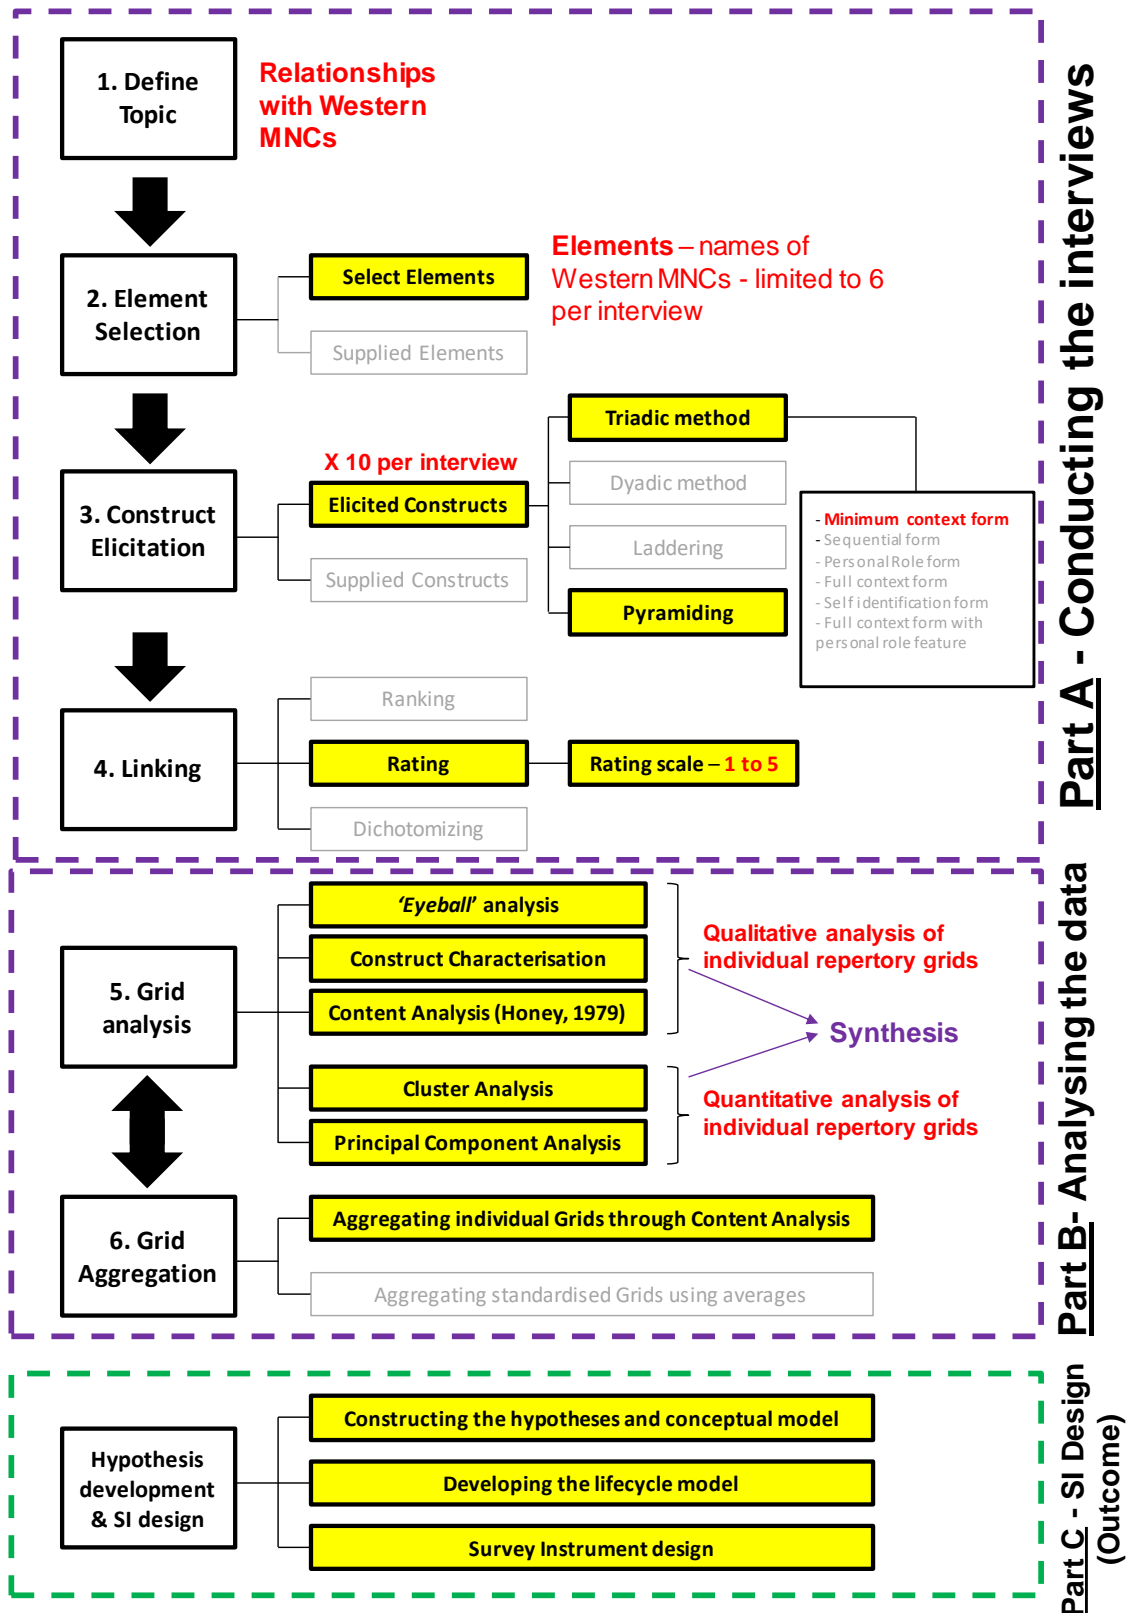 1. Define
Topic
Relationships
with Western
MNCs
2. Element
Selection
Select Elements
Supplied Elements
Elements – names of
Western MNCs - limited to 6
per interview
3. Construct
Elicitation
X 10 per interview
Elicited Constructs
Supplied Constructs
Triadic method
Dyadic method
Laddering
Pyramiding
- Minimum context form
- Sequential form
- Personal Role form
- Full context form
- Self identification form
- Full context form with
personal role feature
4. Linking
Ranking
Rating
Dichotomizing
Rating scale – 1 to 5
Part A - Conducting the interviews
5. Grid
analysis
‘Eyeball’ analysis
Construct Characterisation
Content Analysis (Honey, 1979)
Cluster Analysis
Principal Component Analysis
Qualitative analysis of
individual repertory grids
Synthesis
Quantitative analysis of
individual repertory grids
6. Grid
Aggregation
Aggregating individual Grids through Content Analysis
Aggregating standardised Grids using averages
Part B- Analysing the data
Hypothesis
development
& SI design
Constructing the hypotheses and conceptual model
Developing the lifecycle model
Survey Instrument design
Part C - SI Design
(Outcome)